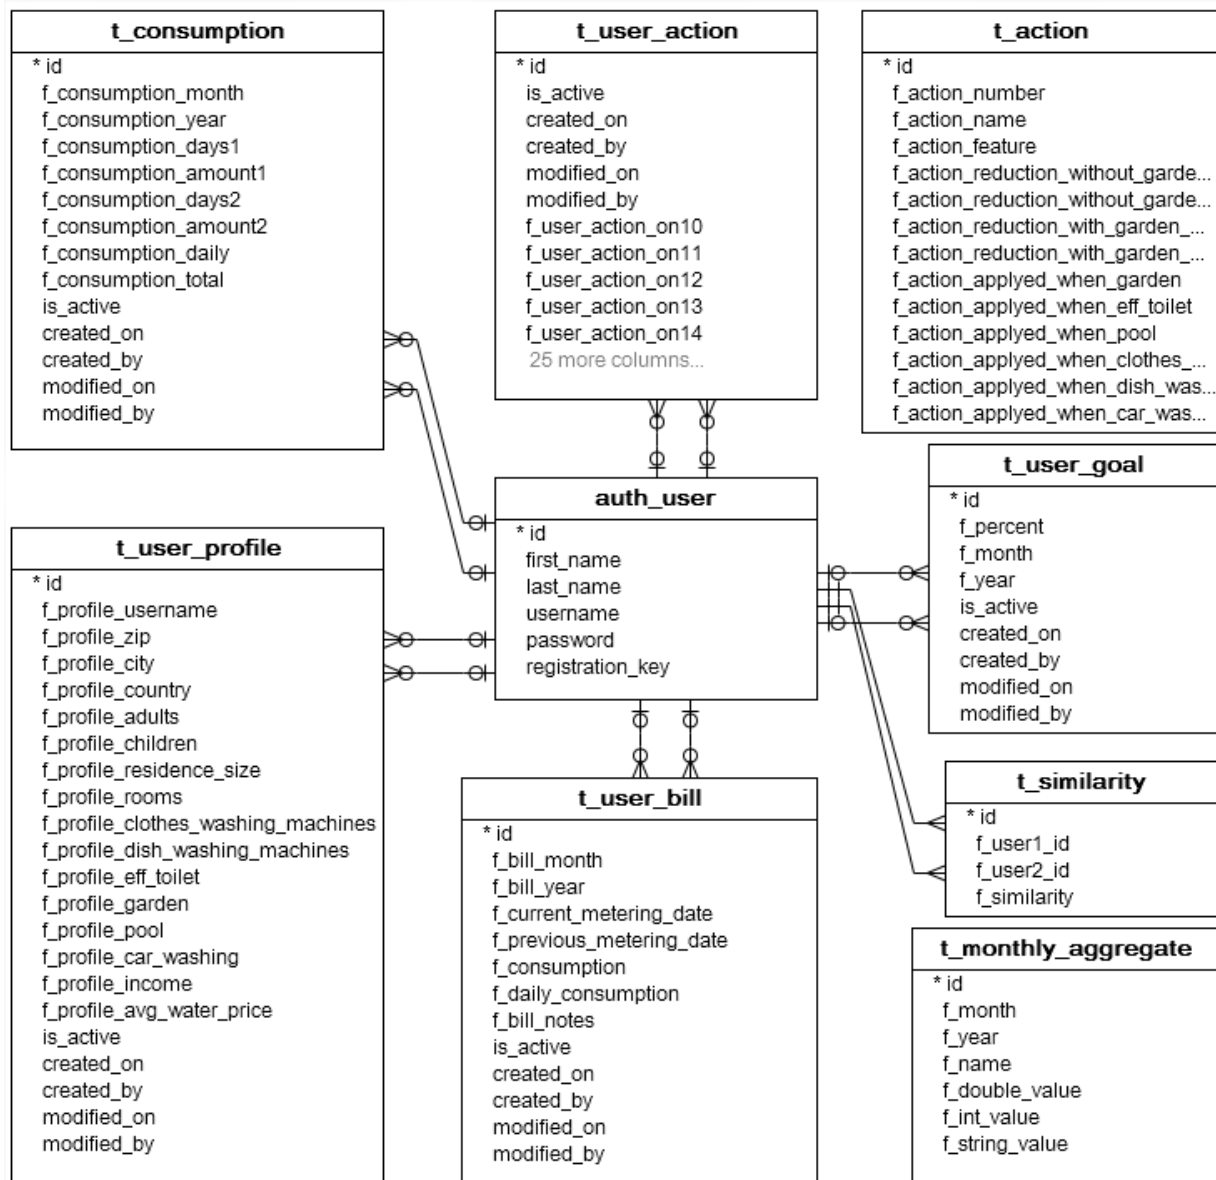 t_consumption
* id
f_consumption_month
f_consumption_year
f_consumption_days1
f_consumption_amount1
f_consumption_days2
f_consumption_amount2
f_consumption_daily
f_consumption_total
is_active
created_on
created_by
modified_on
modified_by
t_user_action
* id
is_active
created_on
created_by
modified_on
modified_by
f_user_action_on10
f_user_action_on11
f_user_action_on12
f_user_action_on13
f_user_action_on14
25 more columns...
t_action
* id
f_action_number
f_action_name
f_action_feature
f_action_reduction_without_garde...
f_action_reduction_without_garde...
f_action_reduction_with_garden_...
f_action_reduction_with_garden_...
f_action_applyed_when_garden
f_action_applyed_when_eff_toilet
f_action_applyed_when_pool
f_action_applyed_when_clothes_...
f_action_applyed_when_dish_was...
f_action_applyed_when_car_was...
t_user_profile
* id
f_profile_username
f_profile_zip
f_profile_city
f_profile_country
f_profile_adults
f_profile_children
f_profile_residence_size
f_profile_rooms
f_profile_clothes_washing_machines
f_profile_dish_washing_machines
f_profile_eff_toilet
f_profile_garden
f_profile_pool
f_profile_car_washing
f_profile_income
f_profile_avg_water_price
is_active
created_on
created_by
modified_on
modified_by
auth_user
* id
first_name
last_name
username
password
registration_key
t_user_goal
* id
f_percent
f_month
f_year
is_active
created_on
created_by
modified_on
modified_by
t_user_bill
* id
f_bill_month
f_bill_year
f_current_metering_date
f_previous_metering_date
f_consumption
f_daily_consumption
f_bill_notes
is_active
created_on
created_by
modified_on
modified_by
t_similarity
* id
f_user1_id
f_user2_id
f_similarity
t_monthly_aggregate
* id
f_month
f_year
f_name
f_double_value
f_int_value
f_string_value